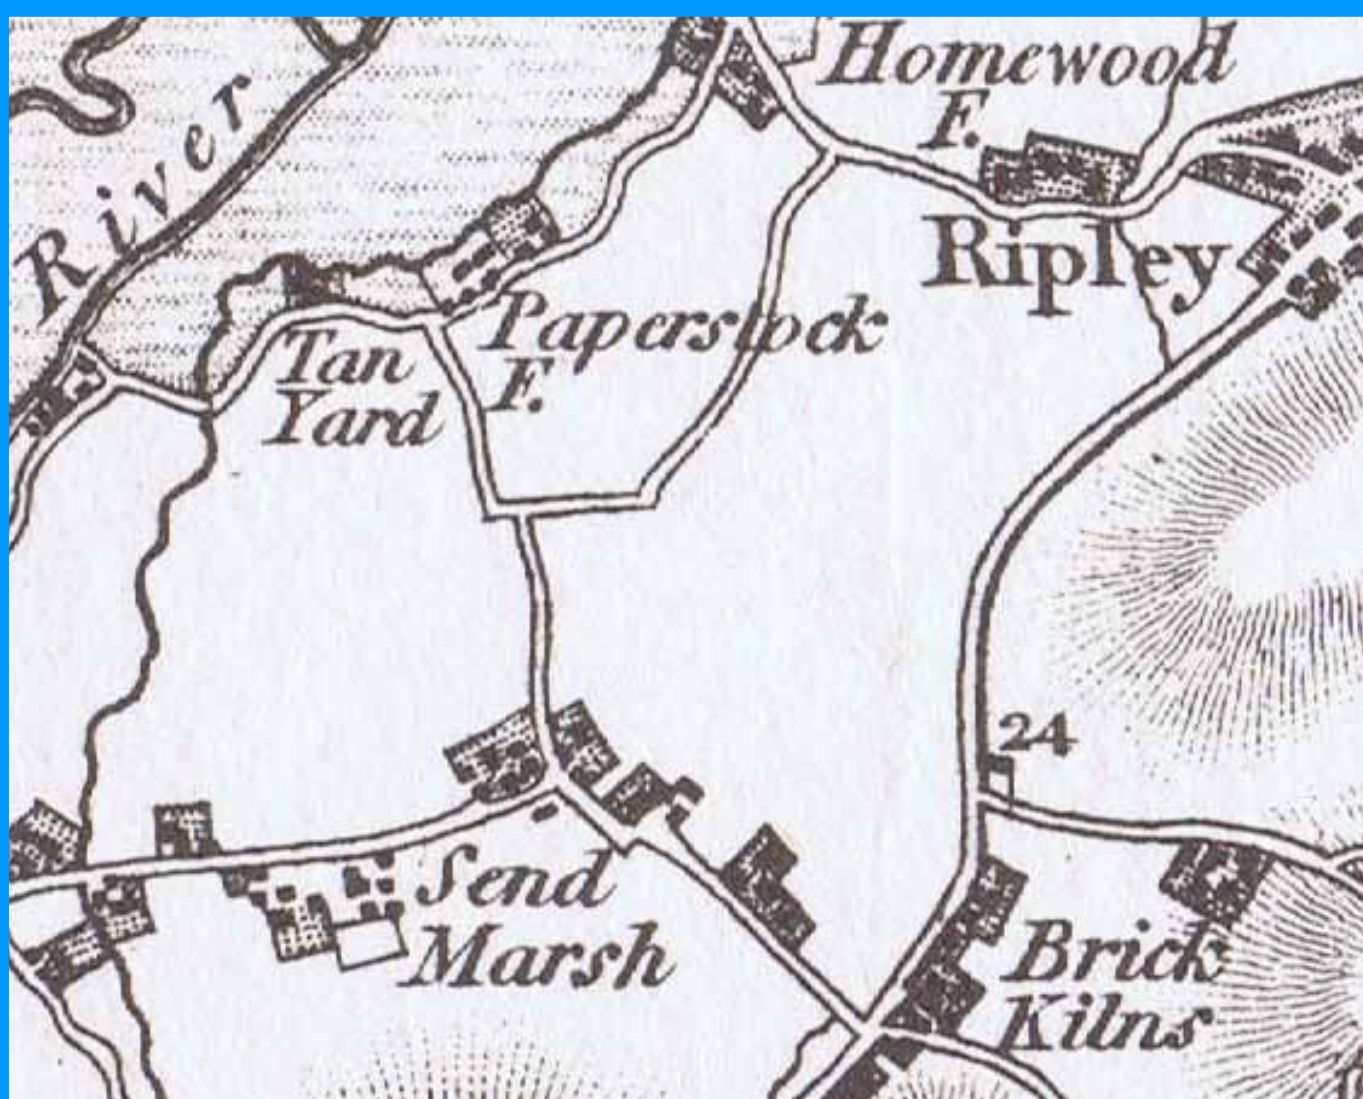 Homewood
F.
River
Ripley
Paperstock
F.
Tan
Yard
24
Send
Marsh
Brick
Kilns